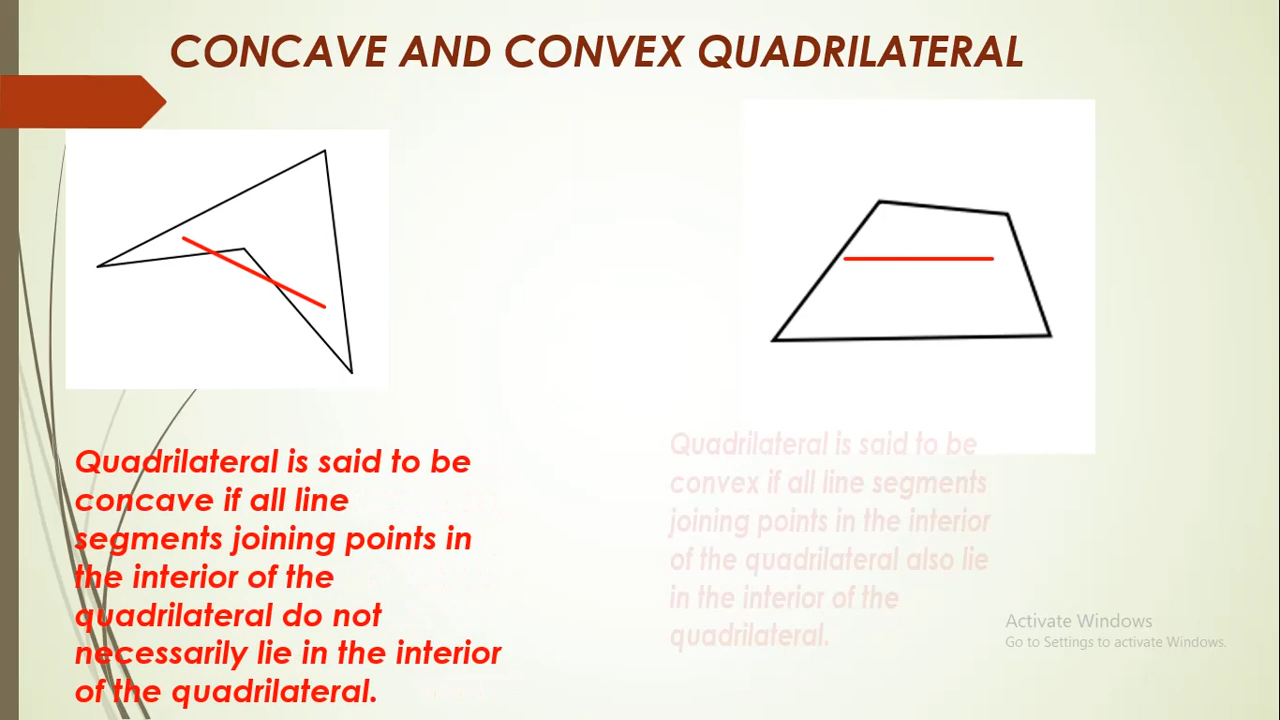 CONCAVE AND CONVEX QUADRILATERAL
Quadrilateral is said to be
concave if all line
segments joining points in
the interior of the
quadrilateral do not
necessarily lie in the interior
of the quadrilateral.
Quadrilateral is said to be
convex if all line segments
joining points in the interior
of the quadrilateral also lie
in the interior of the
quadrilateral.
Activate Windows
Go to Settings to activate Windows.